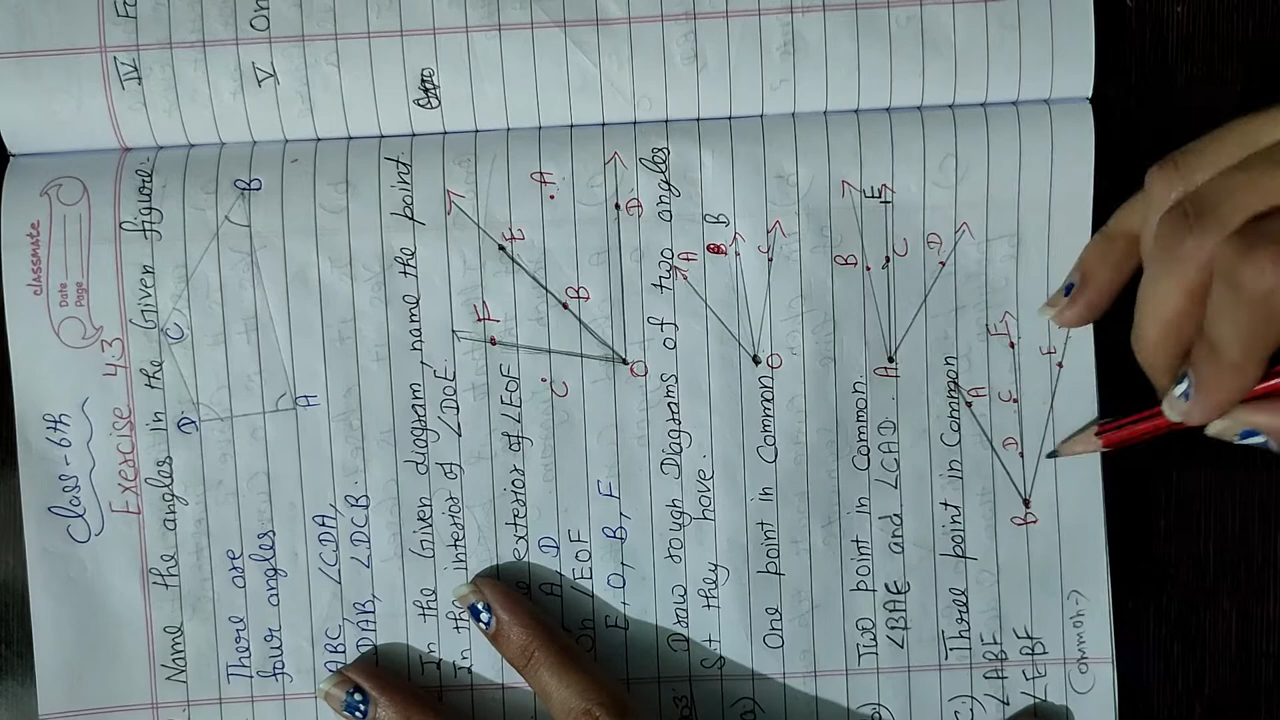 classmate
Date
Page
Class-6th
Exercise 4.3
Name the angles in the Given figure.
D C B A
There are
four angles.
ABC, ∠CDA,
DAB, ∠DCB.
In the Given diagram, name the point.
In the interior of ∠DOE.
exterior of ∠EOF
A, D
On ∠EOF
E, O, B, F
C F E A B O D
Draw rough Diagrams of two angles
S.t they have.
a) One point in Common
A B C O
Two point in Common.
∠BAE and ∠CAD.
B E C A D
c.) Three point in Common
∠ABF
∠EBF
(Common→)
A D C F B E
IV
V On